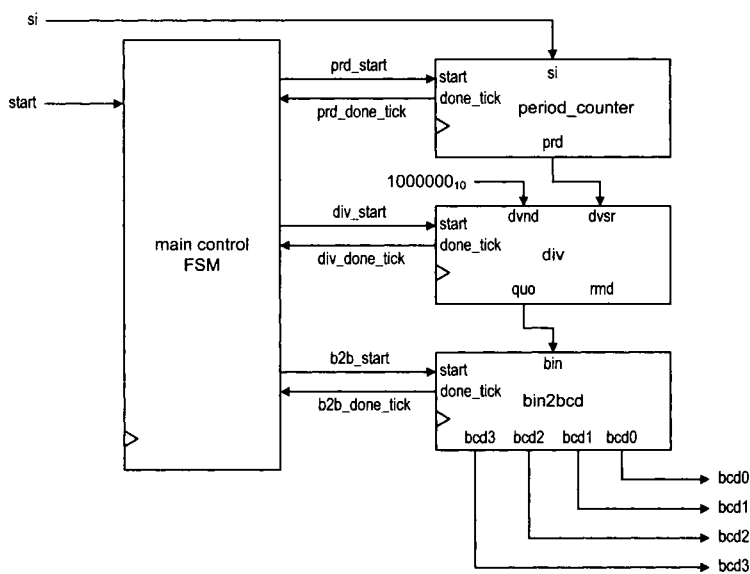 si
prd_start
start
si
start
done_tick
period_counter
prd_done_tick
prd
1000000₁₀
div_start
start
dvnd
dvsr
done_tick
div
main control
FSM
div_done_tick
quo
rmd
b2b_start
start
bin
done_tick
bin2bcd
b2b_done_tick
bcd3 bcd2 bcd1 bcd0
bcd0
bcd1
bcd2
bcd3